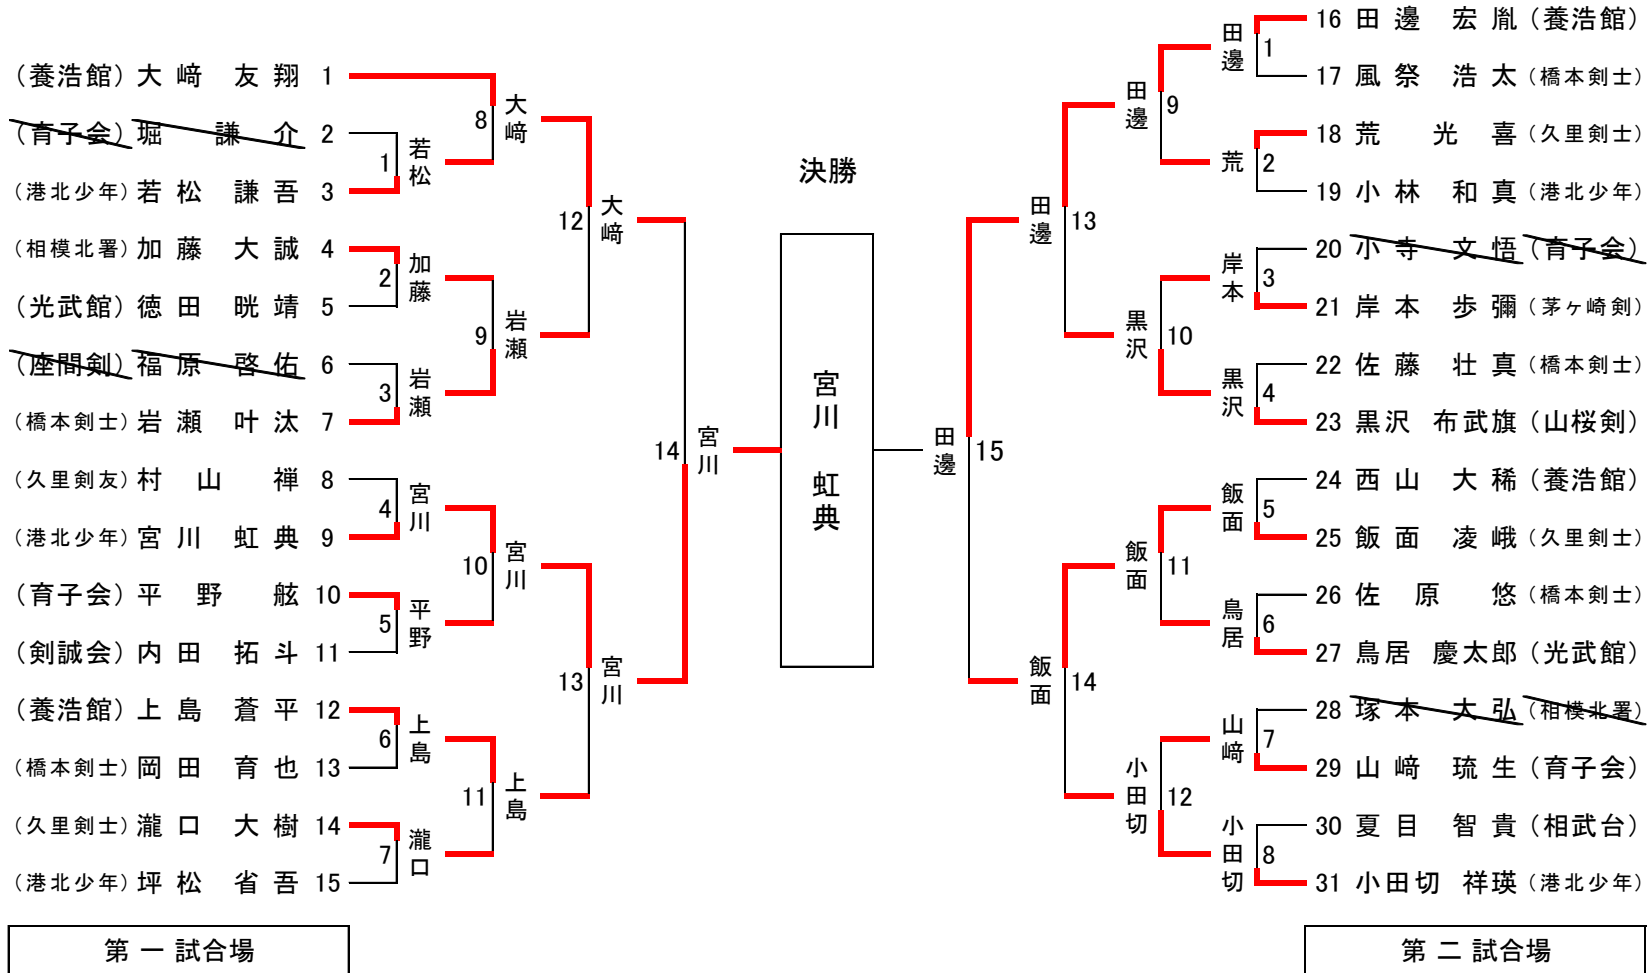 (養浩館) 大﨑 友翔 1
(育子会) 堀 謙介 2
(港北少年) 若松 謙吾 3
(相模北署) 加藤 大誠 4
(光武館) 徳田 晄靖 5
(座間剣) 福原 啓佑 6
(橋本剣士) 岩瀬 叶汰 7
(久里剣友) 村山 禅 8
(港北少年) 宮川 虹典 9
(育子会) 平野 舷 10
(剣誠会) 内田 拓斗 11
(養浩館) 上島 蒼平 12
(橋本剣士) 岡田 育也 13
(久里剣士) 瀧口 大樹 14
(港北少年) 坪松 省吾 15
第一試合場
1
若松
2
加藤
3
岩瀬
4
宮川
5
平野
6
上島
7
瀧口
8
大﨑
9
岩瀬
10
宮川
11
上島
12
大﨑
13
宮川
14
宮川
決勝
宮川 虹典
田邊
15
田邊
13
飯面
14
田邊
9
黒沢
10
飯面
11
小田切
12
田邊
1
荒
2
岸本
3
黒沢
4
飯面
5
鳥居
6
山﨑
7
小田切
8
16 田邊 宏胤 (養浩館)
17 風祭 浩太 (橋本剣士)
18 荒 光喜 (久里剣士)
19 小林 和真 (港北少年)
20 小寺 文悟 (育子会)
21 岸本 歩彌 (茅ヶ崎剣)
22 佐藤 壮真 (橋本剣士)
23 黒沢 布武旗 (山桜剣)
24 西山 大稀 (養浩館)
25 飯面 凌峨 (久里剣士)
26 佐原 悠 (橋本剣士)
27 鳥居 慶太郎 (光武館)
28 塚本 大弘 (相模北署)
29 山﨑 琉生 (育子会)
30 夏目 智貴 (相武台)
31 小田切 祥瑛 (港北少年)
第二試合場